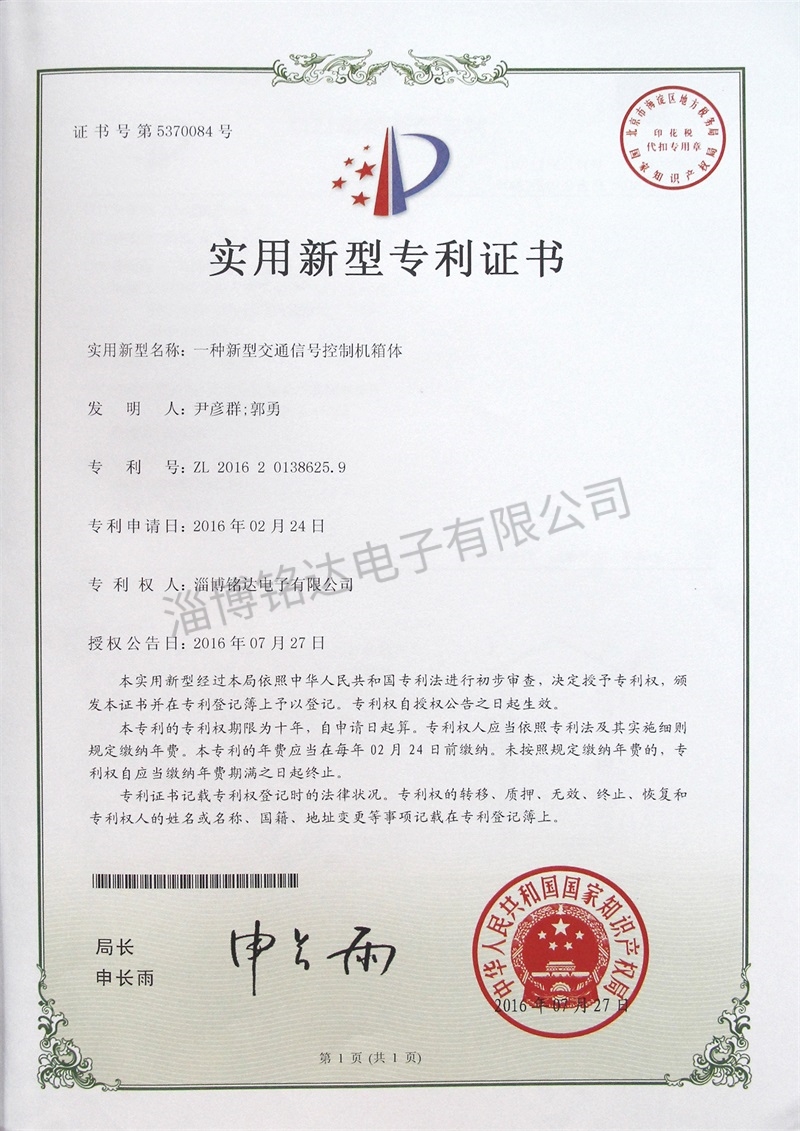 证书号第5370084号
北京市海淀区地方税务局
印花税
代扣专用章
国家知识产权局
实用新型专利证书
实用新型名称：一种新型交通信号控制机箱体
发明人：尹彦群;郭勇
专利号：ZL 2016 2 0138625.9
专利申请日：2016年02月24日
专利权人：淄博铭达电子有限公司
淄博铭达电子有限公司
授权公告日：2016年07月27日
本实用新型经过本局依照中华人民共和国专利法进行初步审查，决定授予专利权，颁
发本证书并在专利登记簿上予以登记。专利权自授权公告之日起生效。
本专利的专利权期限为十年，自申请日起算。专利权人应当依照专利法及其实施细则
规定缴纳年费。本专利的年费应当在每年02月24日前缴纳。未按照规定缴纳年费的，专
利权自应当缴纳年费期满之日起终止。
专利证书记载专利权登记时的法律状况。专利权的转移、质押、无效、终止、恢复和
专利权人的姓名或名称、国籍、地址变更等事项记载在专利登记簿上。
局长
申长雨
申长雨
中华人民共和国国家知识产权局
2016年07月27日
第1页(共1页)